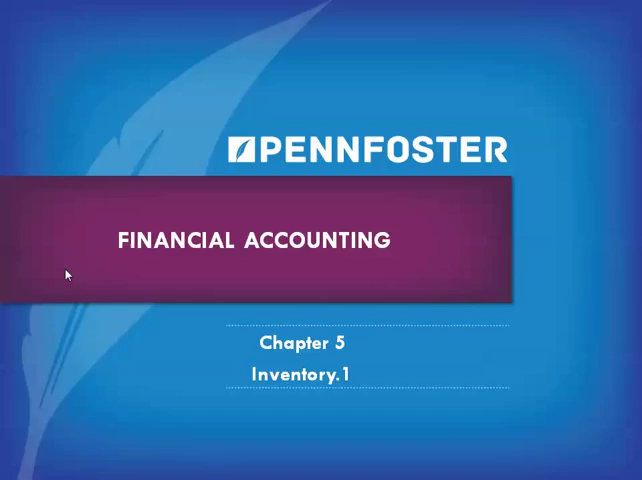 PENNFOSTER
FINANCIAL ACCOUNTING
Chapter 5
Inventory.1